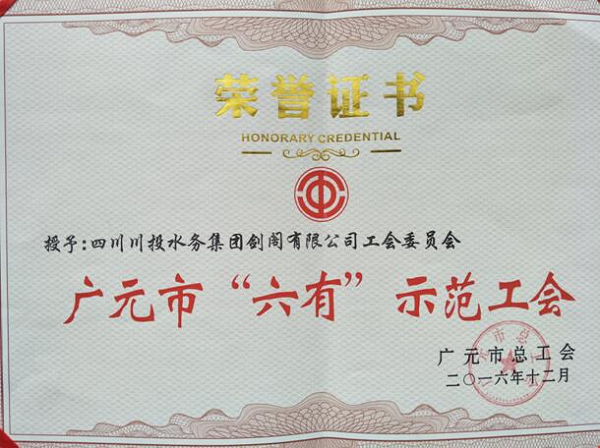 荣誉证书
HONORARY CREDENTIAL
授予:四川川投水务集团剑阁有限公司工会委员会
广元市“六有”示范工会
广元市总工会
二〇一六年十二月